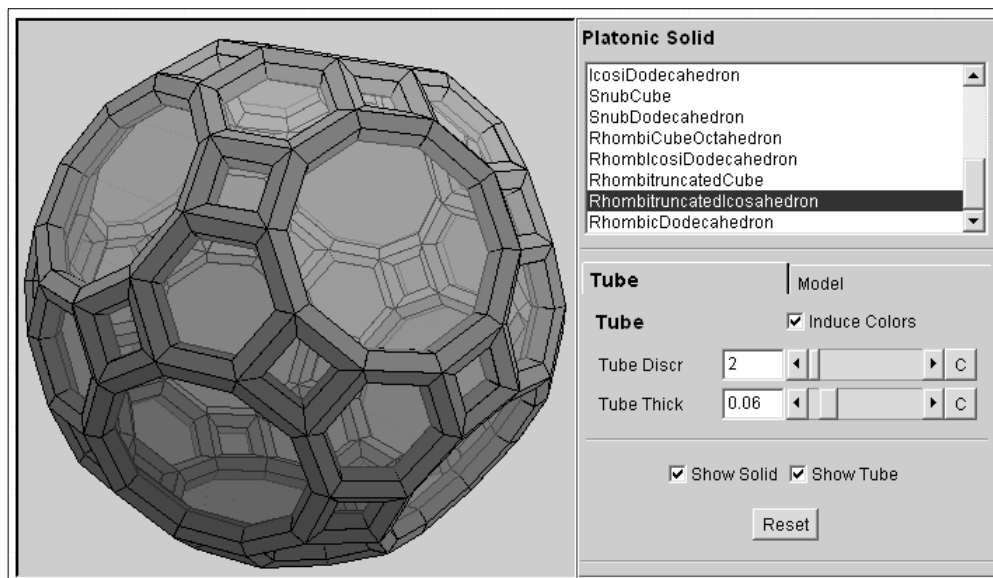 Platonic Solid
IcosiDodecahedron
SnubCube
SnubDodecahedron
RhombiCubeOctahedron
RhombIcosiDodecahedron
RhombitruncatedCube
RhombitruncatedIcosahedron
RhombicDodecahedron
Tube Model
Tube Induce Colors
Tube Discr 2 C
Tube Thick 0.06 C
Show Solid Show Tube
Reset